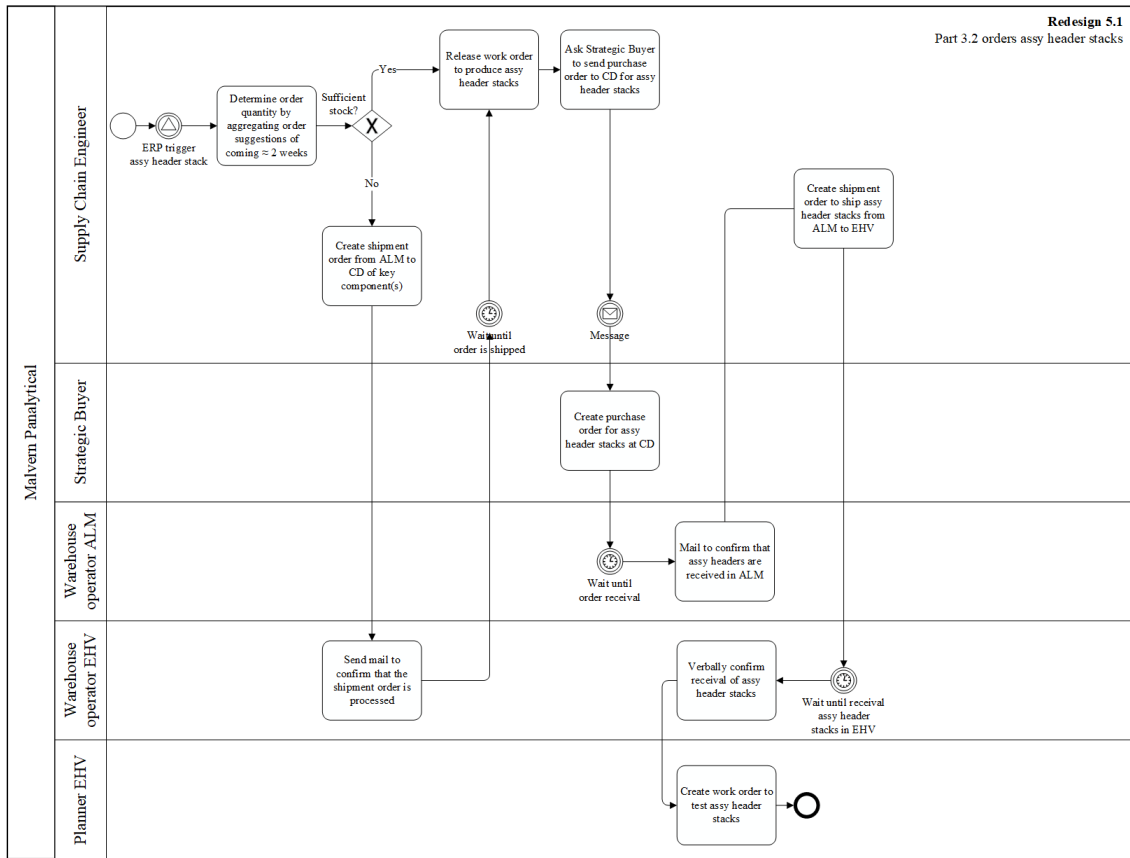 Redesign 5.1
Part 3.2 orders assy header stacks
Malvern Panalytical
Supply Chain Engineer
ERP trigger
assy header stack
Determine order
quantity by
aggregating order
suggestions of
coming ≈ 2 weeks
Sufficient
stock?
Yes
No
Release work order
to produce assy
header stacks
Ask Strategic Buyer
to send purchase
order to CD for assy
header stacks
Create shipment
order from ALM to
CD of key
component(s)
Wait until
order is shipped
Message
Create shipment
order to ship assy
header stacks from
ALM to EHV
Strategic Buyer
Create purchase
order for assy
header stacks at CD
Warehouse
operator ALM
Wait until
order receival
Mail to confirm that
assy headers are
received in ALM
Warehouse
operator EHV
Send mail to
confirm that the
shipment order is
processed
Verbally confirm
receival of assy
header stacks
Wait until receival
assy header
stacks in EHV
Planner EHV
Create work order to
test assy header
stacks